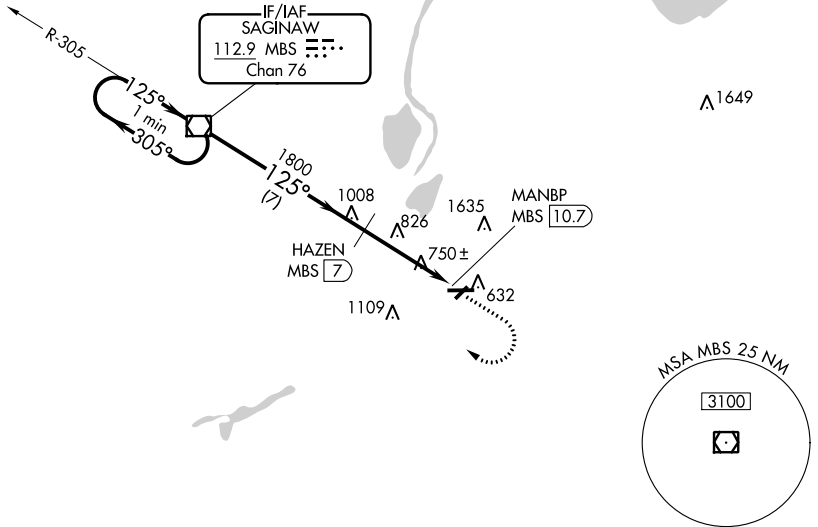 IF/IAF
SAGINAW
112.9 MBS
Chan 76
R-305
125°
1 min
305°
1649
1800
125°
(7)
1008
826
1635
MANBP
MBS 10.7
HAZEN
MBS 7
750±
632
1109
MSA MBS 25 NM
3100